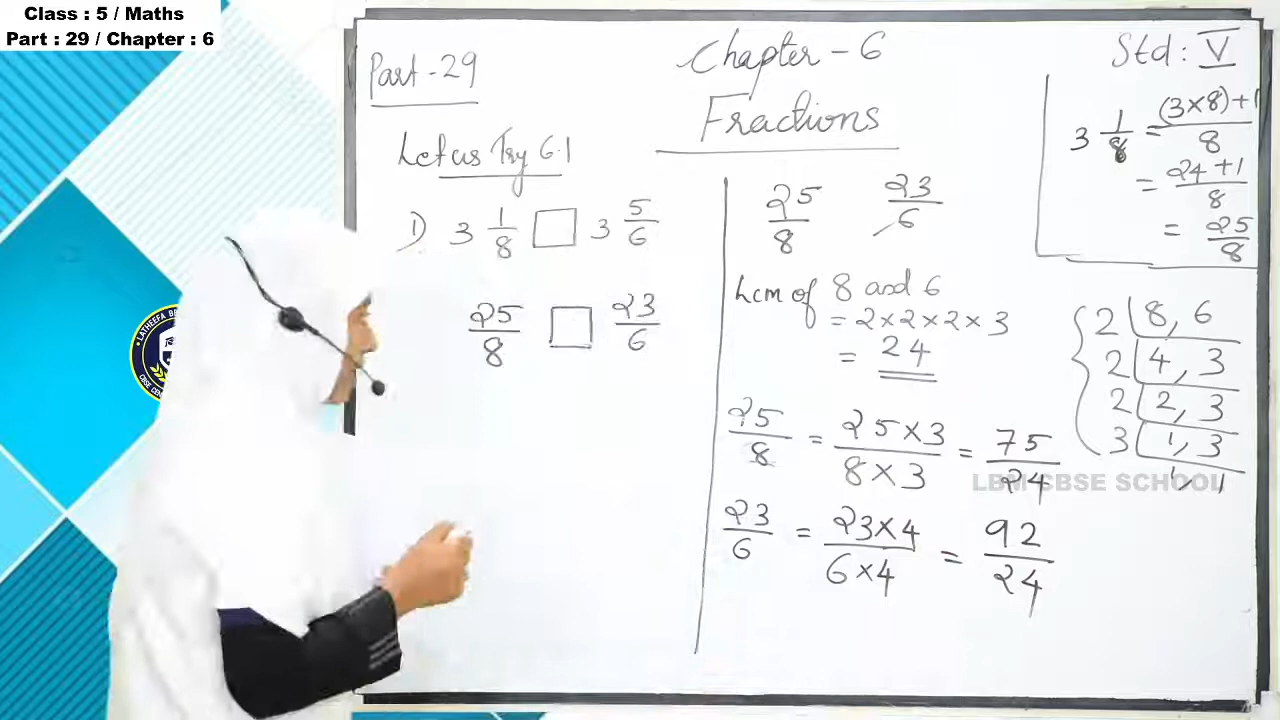 Class : 5 / Maths
Part : 29 / Chapter : 6
Part - 29
Chapter - 6
Fractions
Std : V
Let us Try 6.1
1) 3 1/8 □ 3 5/6
25/8 □ 23/6
25/8 23/6
Lcm of 8 and 6
= 2×2×2×3
= 24
25/8 = 25×3/8×3 = 75/24
23/6 = 23×4/6×4 = 92/24
3 1/8 = (3×8)+1/8
= 24+1/8
= 25/8
2 | 8, 6
2 | 4, 3
2 | 2, 3
3 | 1, 3
1, 1
LBM CBSE SCHOOL